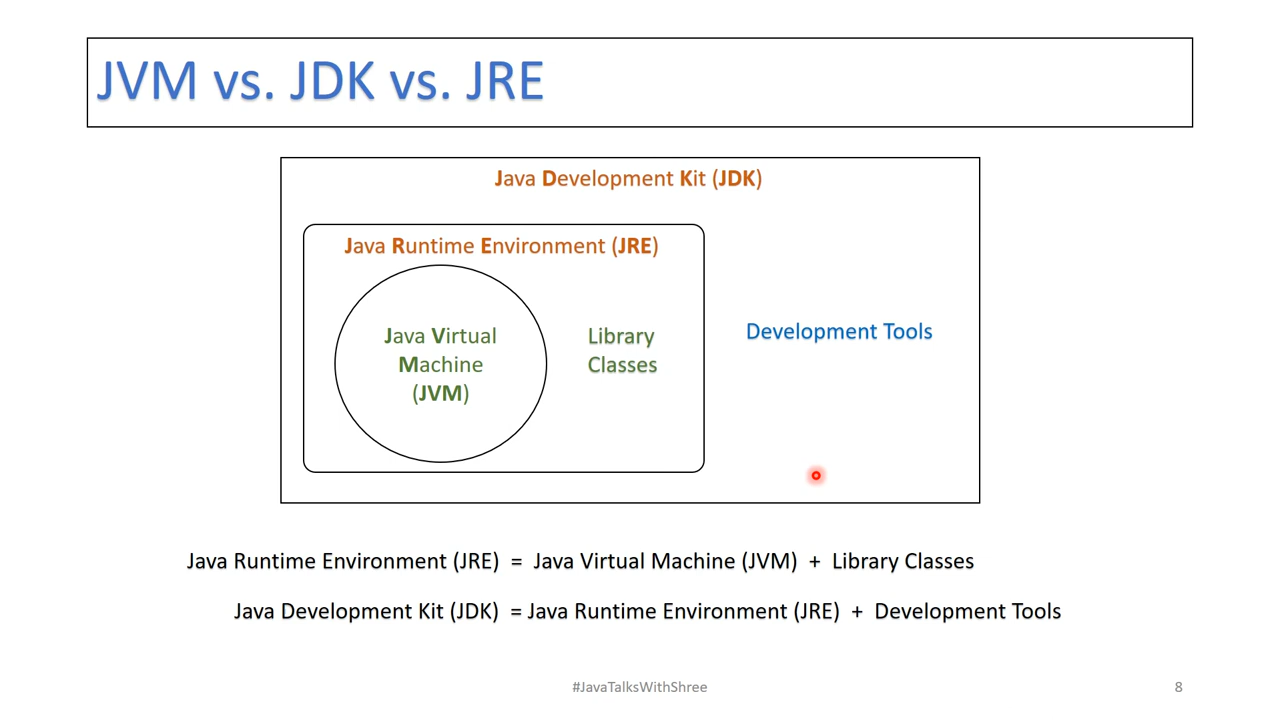 JVM vs. JDK vs. JRE
Java Development Kit (JDK)
Java Runtime Environment (JRE)
Java Virtual
Machine
(JVM)
Library
Classes
Development Tools
Java Runtime Environment (JRE) = Java Virtual Machine (JVM) + Library Classes
Java Development Kit (JDK) = Java Runtime Environment (JRE) + Development Tools
#JavaTalksWithShree
8